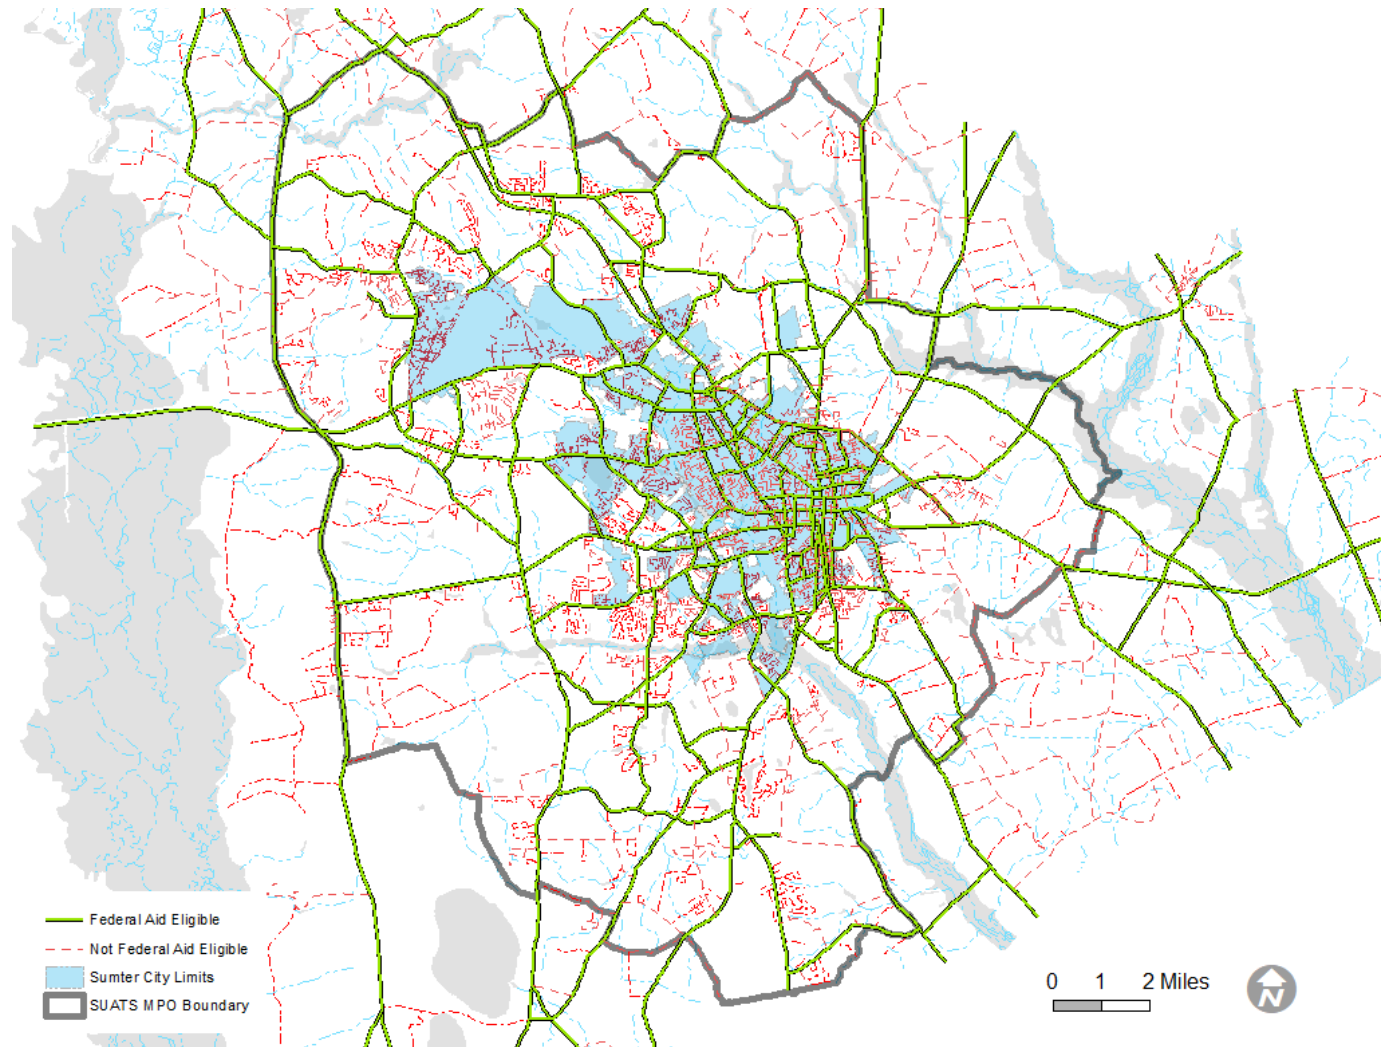 Federal Aid Eligible
Not Federal Aid Eligible
Sumter City Limits
SUATS MPO Boundary
0 1 2 Miles
N